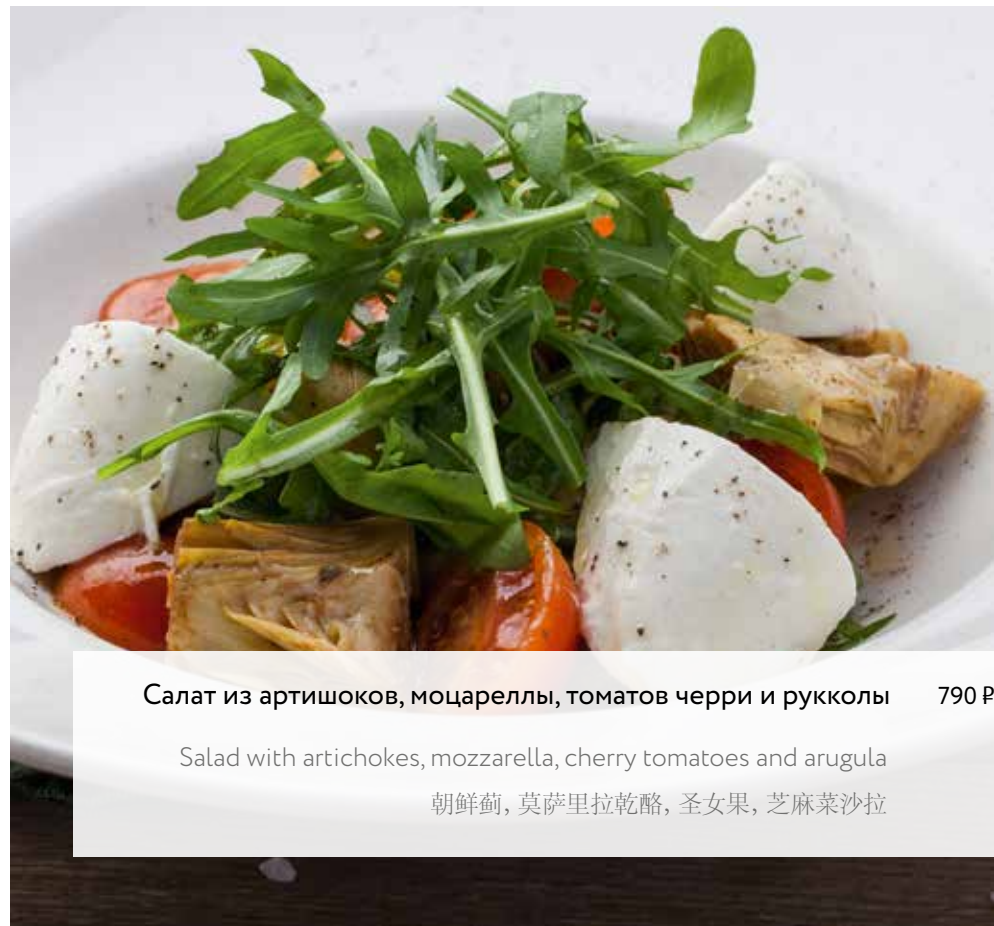 Салат из артишоков, моцареллы, томатов черри и рукколы 790 ₽
Salad with artichokes, mozzarella, cherry tomatoes and arugula
朝鲜蓟, 莫萨里拉乾酪, 圣女果, 芝麻菜沙拉